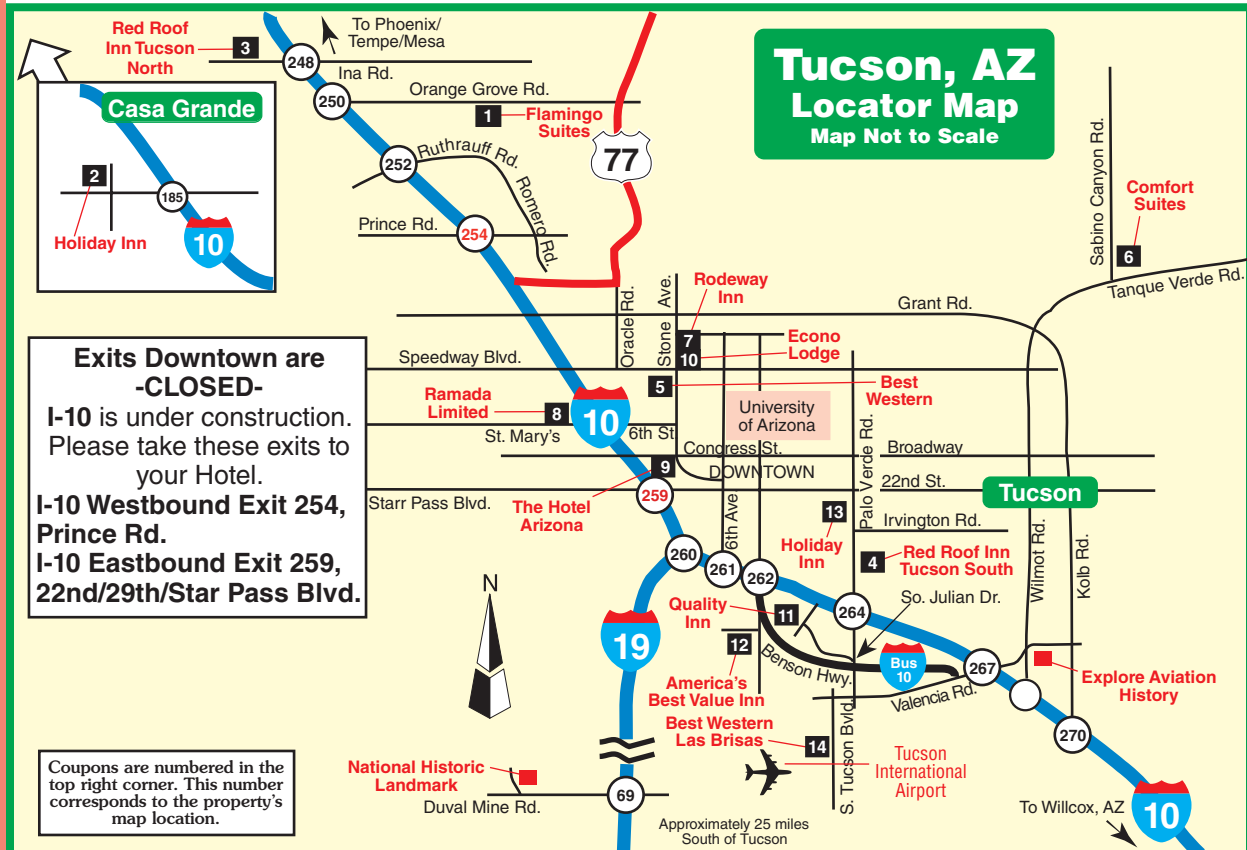 Tucson, AZ
Locator Map
Map Not to Scale
To Phoenix/
Tempe/Mesa
Red Roof
Inn Tucson
North
3
248
Ina Rd.
250
Orange Grove Rd.
1
Flamingo
Suites
77
Casa Grande
2
185
Holiday Inn
10
252
Ruthrauff Rd.
Romero Rd.
Prince Rd.
254
Sabino Canyon Rd.
Comfort
Suites
6
Tanque Verde Rd.
Rodeway
Inn
Grant Rd.
Oracle Rd.
Stone Ave.
7
10
Econo
Lodge
Speedway Blvd.
5
Best
Western
Exits Downtown are
-CLOSED-
I-10 is under construction.
Please take these exits to
your Hotel.
I-10 Westbound Exit 254,
Prince Rd.
I-10 Eastbound Exit 259,
22nd/29th/Star Pass Blvd.
Ramada
Limited
8
10
St. Mary's
6th St
University
of Arizona
Palo Verde Rd.
Congress St.
Broadway
9
DOWNTOWN
22nd St.
Tucson
Starr Pass Blvd.
The Hotel
Arizona
259
6th Ave.
13
Holiday
Inn
Irvington Rd.
4
Red Roof Inn
Tucson South
Wilmot Rd.
Kolb Rd.
260
261
262
264
So. Julian Dr.
N
19
Quality
Inn
11
12
Benson Hwy.
Bus
10
267
Valencia Rd.
Explore Aviation
History
America's
Best Value Inn
Best Western
Las Brisas
14
S. Tucson Bvld.
Tucson
International
Airport
270
National Historic
Landmark
Duval Mine Rd.
69
Approximately 25 miles
South of Tucson
To Willcox, AZ
10
Coupons are numbered in the
top right corner. This number
corresponds to the property's
map location.